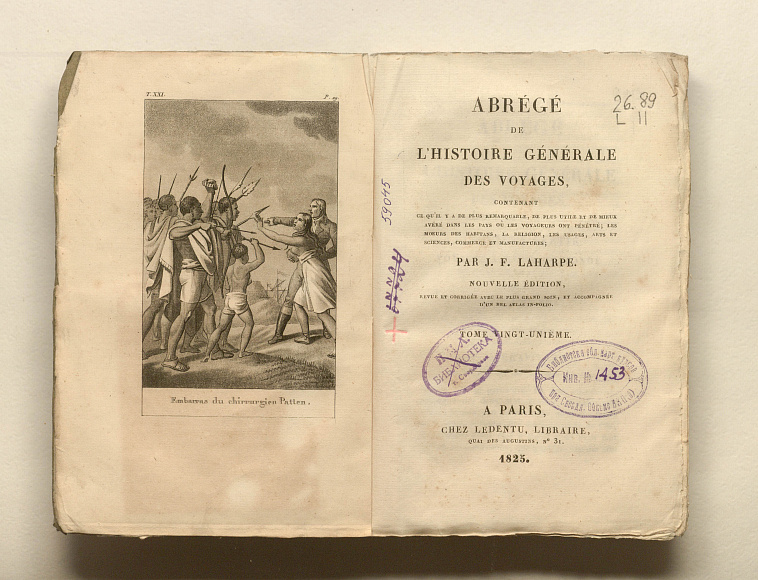 T. XXI.
Embarras du chirurgien Patten.
59045
ABRÉGÉ
DE
L'HISTOIRE GÉNÉRALE
DES VOYAGES,
CONTENANT
CE QU'IL Y A DE PLUS REMARQUABLE, DE PLUS UTILE ET DE MIEUX
AVÉRÉ DANS LES PAYS OÙ LES VOYAGEURS ONT PÉNÉTRÉ; LES
MOEURS DES HABITANS, LA RELIGION, LES USAGES, ARTS ET
SCIENCES, COMMERCE ET MANUFACTURES;
PAR J. F. LAHARPE.
NOUVELLE ÉDITION,
REVUE ET CORRIGÉE AVEC LE PLUS GRAND SOIN, ET ACCOMPAGNÉE
D'UN BEL ATLAS IN-FOLIO.
TOME VINGT-UNIÈME.
БИБЛИОТЕКА
Инв. № 1453
A PARIS,
CHEZ LEDENTU, LIBRAIRE,
QUAI DES AUGUSTINS, N° 31.
1825.
26.89
L II